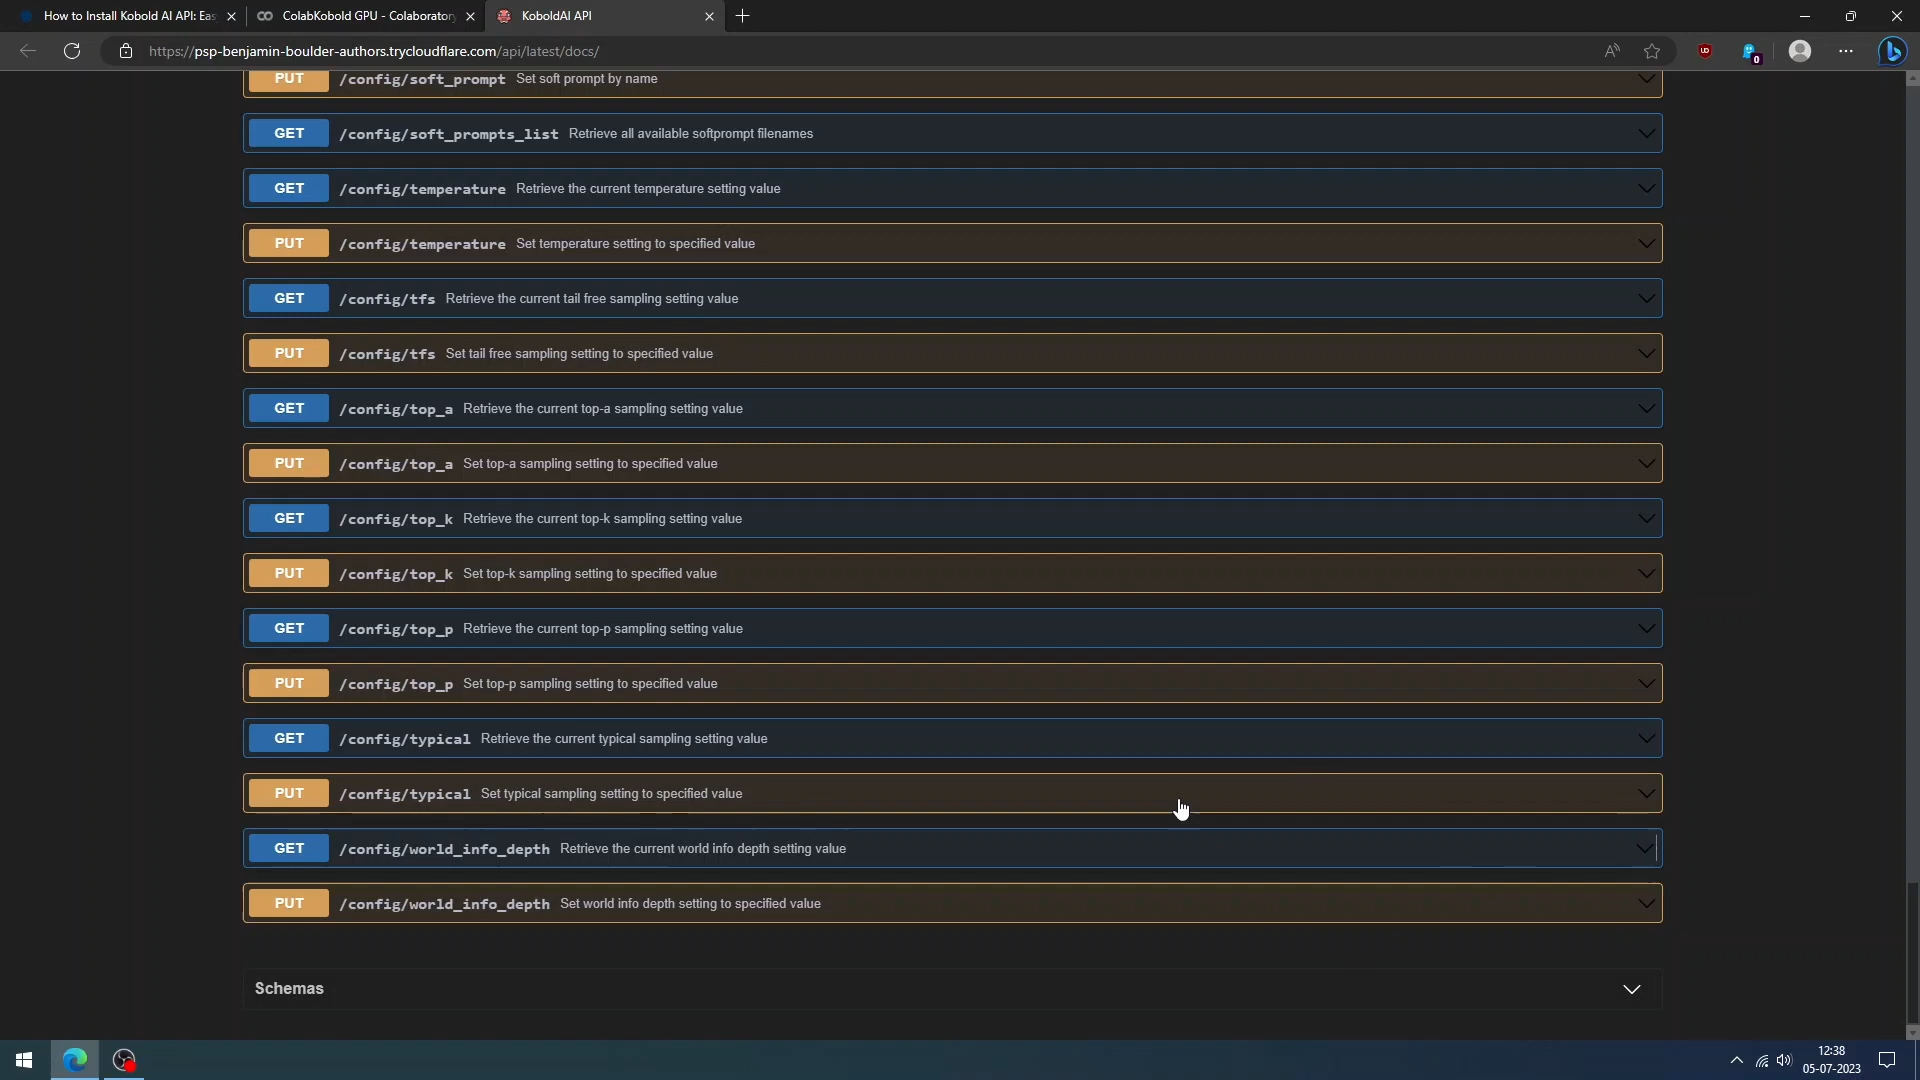 How to Install Kobold AI API: Eas
ColabKobold GPU - Colaboratory
KoboldAI API
https://psp-benjamin-boulder-authors.trycloudflare.com/api/latest/docs/
0
PUT /config/soft_prompt Set soft prompt by name
GET /config/soft_prompts_list Retrieve all available softprompt filenames
GET /config/temperature Retrieve the current temperature setting value
PUT /config/temperature Set temperature setting to specified value
GET /config/tfs Retrieve the current tail free sampling setting value
PUT /config/tfs Set tail free sampling setting to specified value
GET /config/top_a Retrieve the current top-a sampling setting value
PUT /config/top_a Set top-a sampling setting to specified value
GET /config/top_k Retrieve the current top-k sampling setting value
PUT /config/top_k Set top-k sampling setting to specified value
GET /config/top_p Retrieve the current top-p sampling setting value
PUT /config/top_p Set top-p sampling setting to specified value
GET /config/typical Retrieve the current typical sampling setting value
PUT /config/typical Set typical sampling setting to specified value
GET /config/world_info_depth Retrieve the current world info depth setting value
PUT /config/world_info_depth Set world info depth setting to specified value
Schemas
12:38
05-07-2023